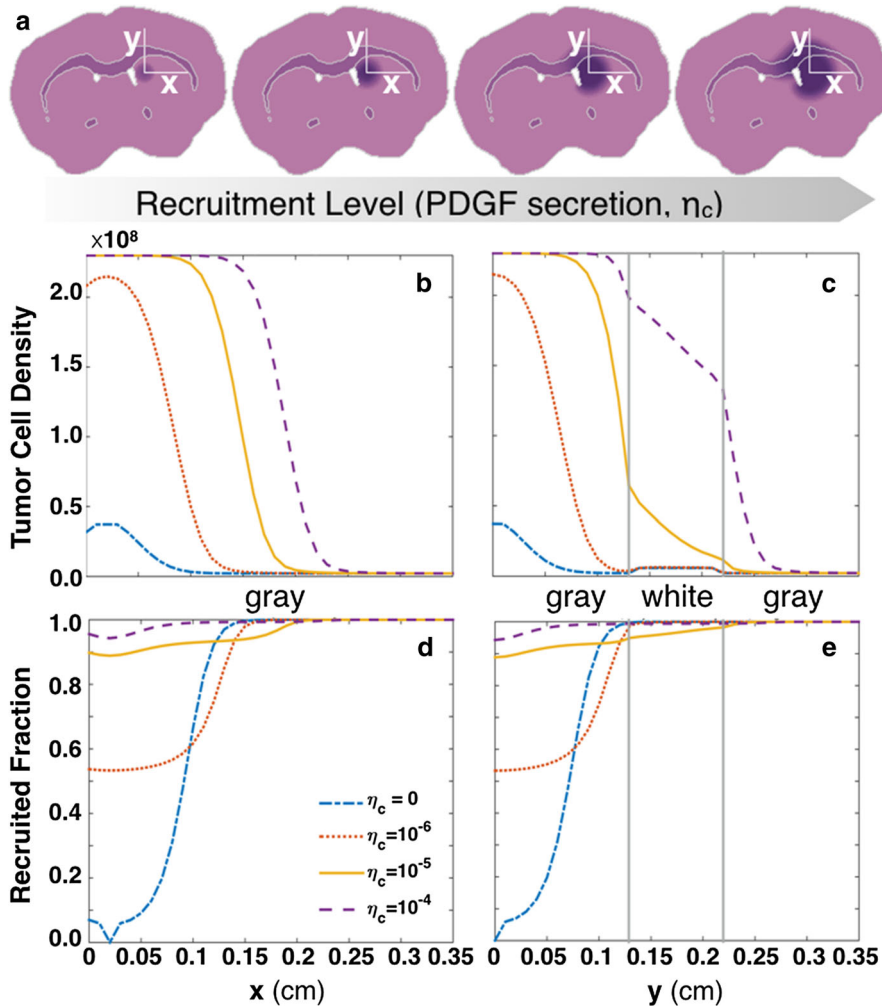 a
y
x
y
x
y
x
y
x
Recruitment Level (PDGF secretion, ηc)
×10⁸
b
c
Tumor Cell Density
2.0
1.5
1.0
0.5
0.0
gray
gray
white
gray
d
e
Recruited Fraction
1.0
0.8
0.6
0.4
0.2
0.0
ηc = 0
ηc=10⁻⁶
ηc=10⁻⁵
ηc=10⁻⁴
0 0.05 0.1 0.15 0.2 0.25 0.3 0.35
x (cm)
0 0.05 0.1 0.15 0.2 0.25 0.3 0.35
y (cm)